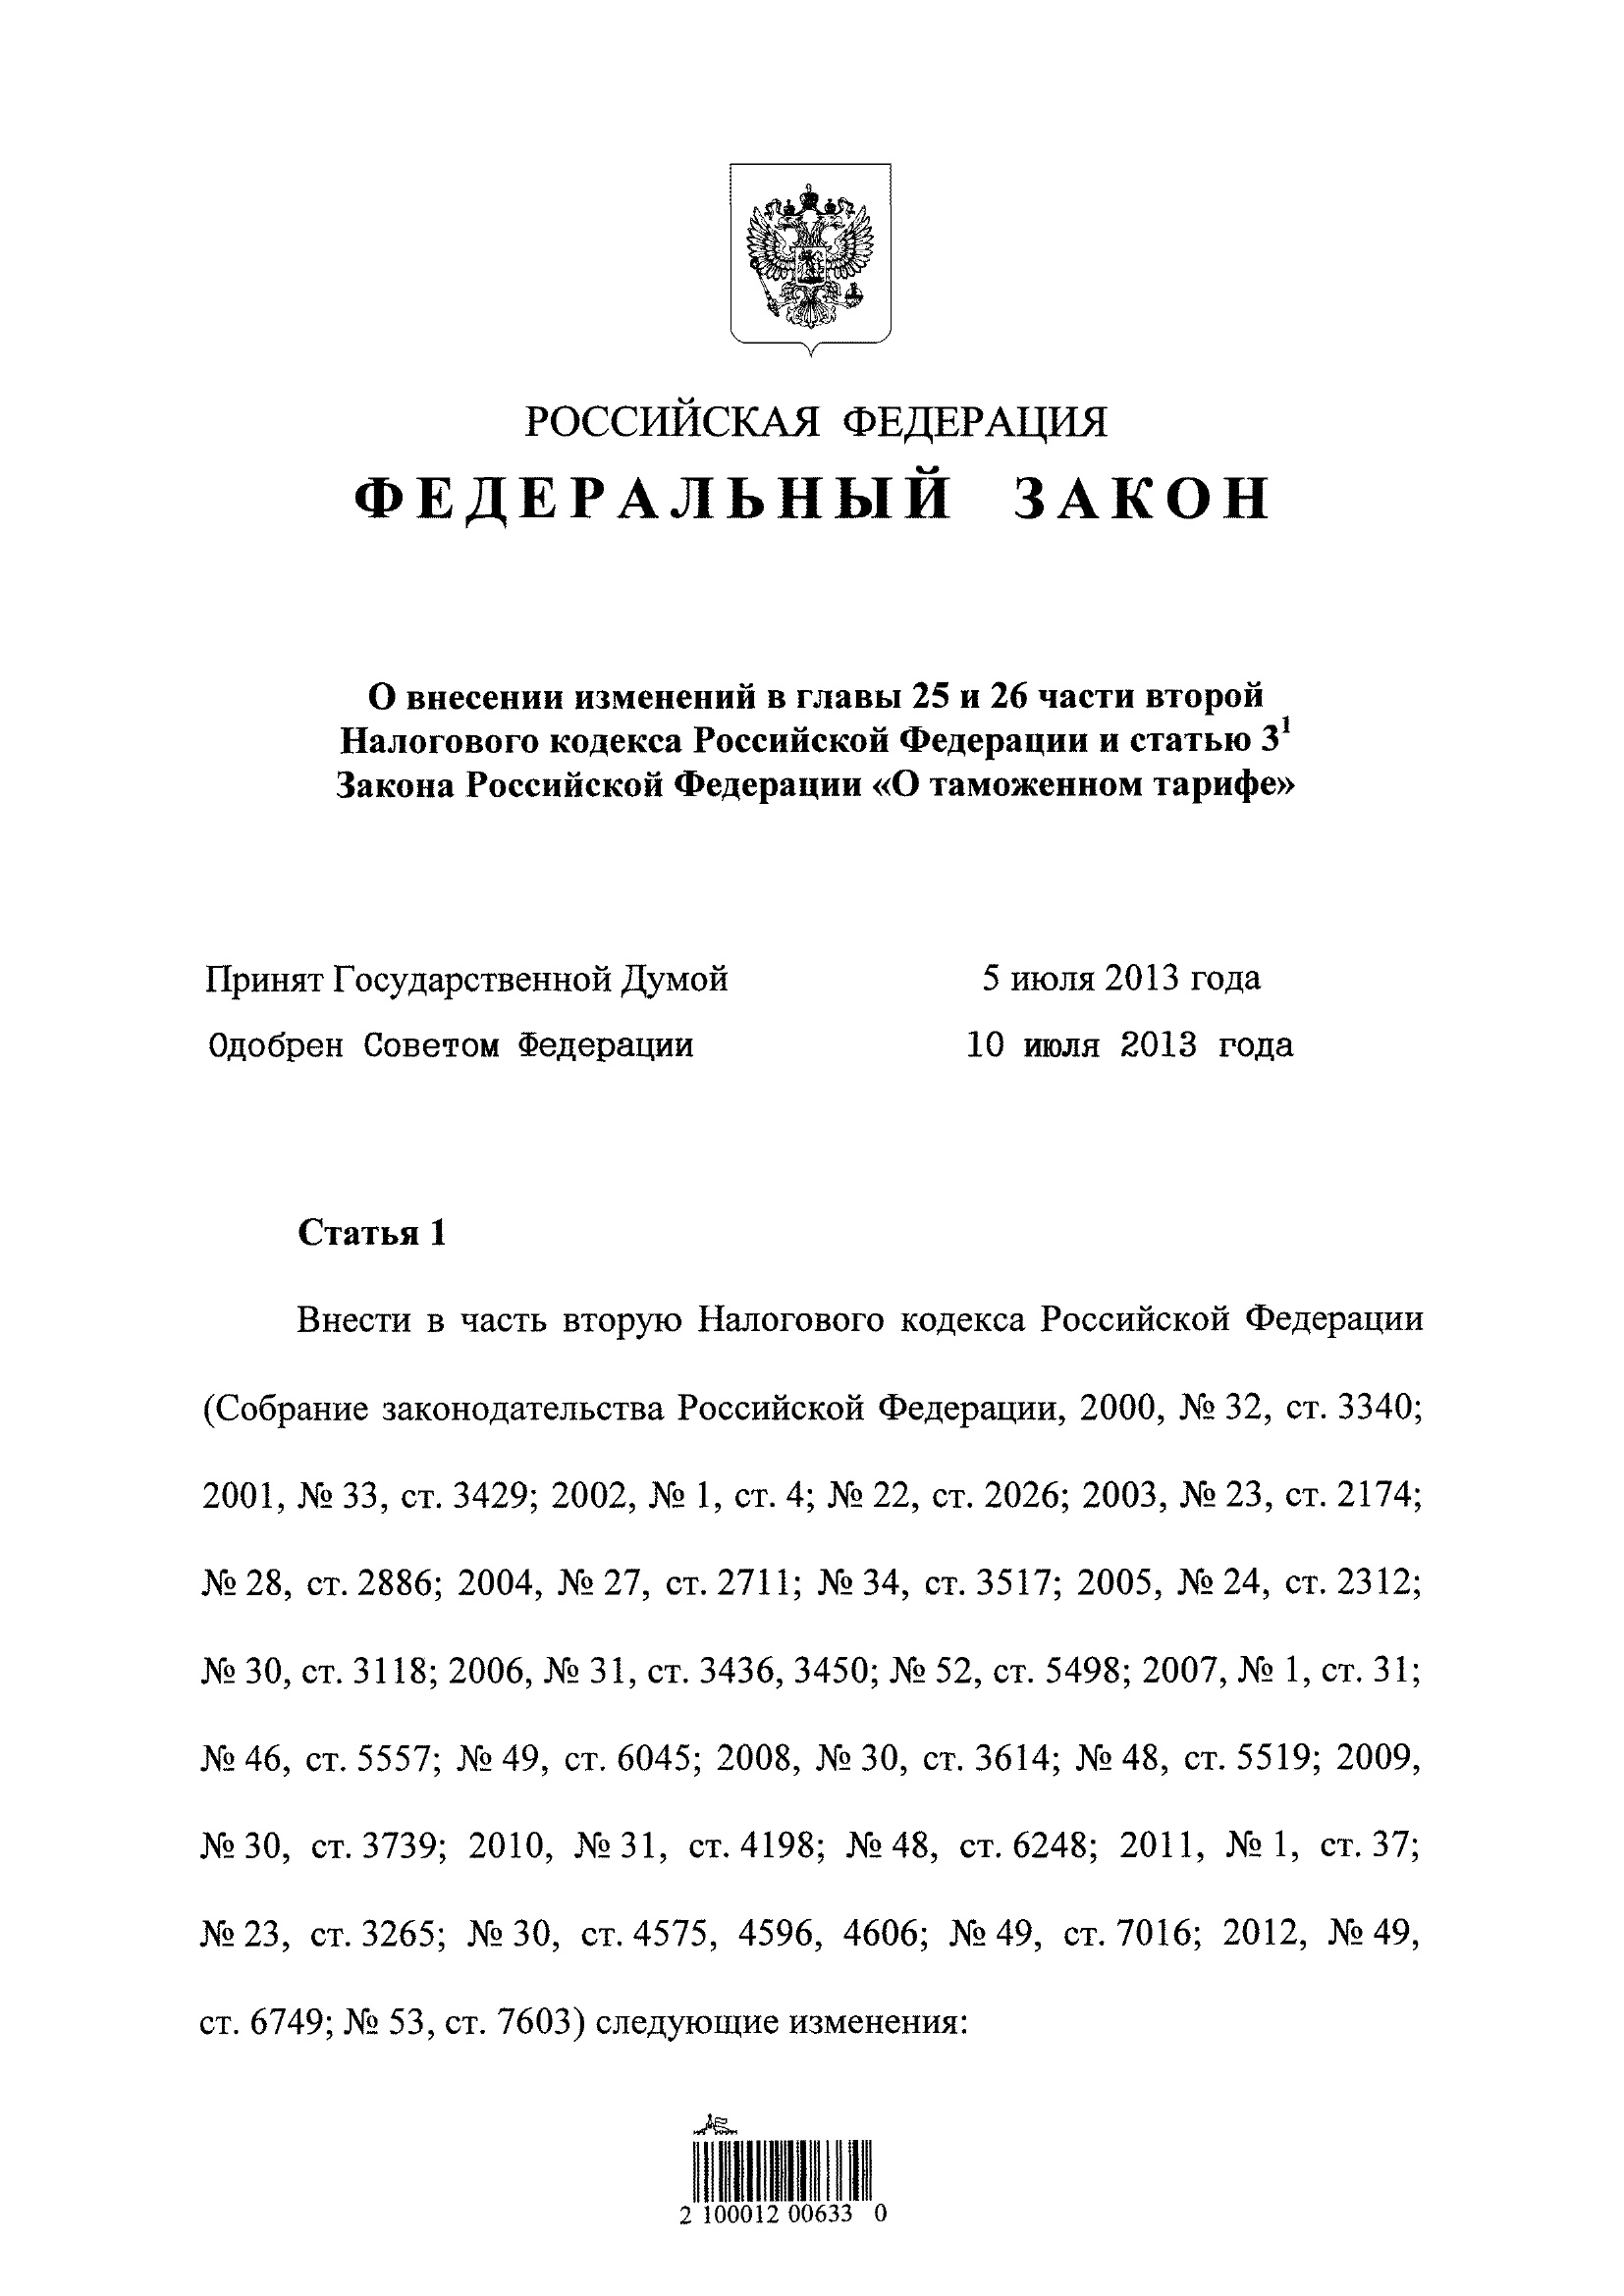 РОССИЙСКАЯ ФЕДЕРАЦИЯ
ФЕДЕРАЛЬНЫЙ ЗАКОН
О внесении изменений в главы 25 и 26 части второй
Налогового кодекса Российской Федерации и статью 3¹
Закона Российской Федерации «О таможенном тарифе»
Принят Государственной Думой 5 июля 2013 года
Одобрен Советом Федерации 10 июля 2013 года
Статья 1
Внести в часть вторую Налогового кодекса Российской Федерации
(Собрание законодательства Российской Федерации, 2000, № 32, ст. 3340;
2001, № 33, ст. 3429; 2002, № 1, ст. 4; № 22, ст. 2026; 2003, № 23, ст. 2174;
№ 28, ст. 2886; 2004, № 27, ст. 2711; № 34, ст. 3517; 2005, № 24, ст. 2312;
№ 30, ст. 3118; 2006, № 31, ст. 3436, 3450; № 52, ст. 5498; 2007, № 1, ст. 31;
№ 46, ст. 5557; № 49, ст. 6045; 2008, № 30, ст. 3614; № 48, ст. 5519; 2009,
№ 30, ст. 3739; 2010, № 31, ст. 4198; № 48, ст. 6248; 2011, № 1, ст. 37;
№ 23, ст. 3265; № 30, ст. 4575, 4596, 4606; № 49, ст. 7016; 2012, № 49,
ст. 6749; № 53, ст. 7603) следующие изменения:
2 100012 00633 0